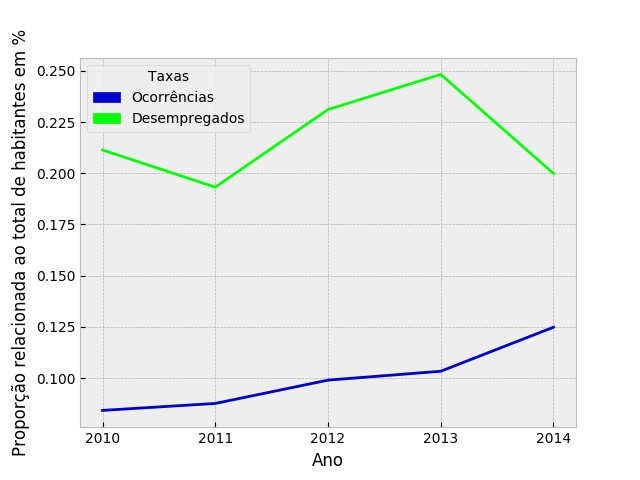 Proporção relacionada ao total de habitantes em %
0.250
0.225
0.200
0.175
0.150
0.125
0.100
Taxas
Ocorrências
Desempregados
2010 2011 2012 2013 2014
Ano